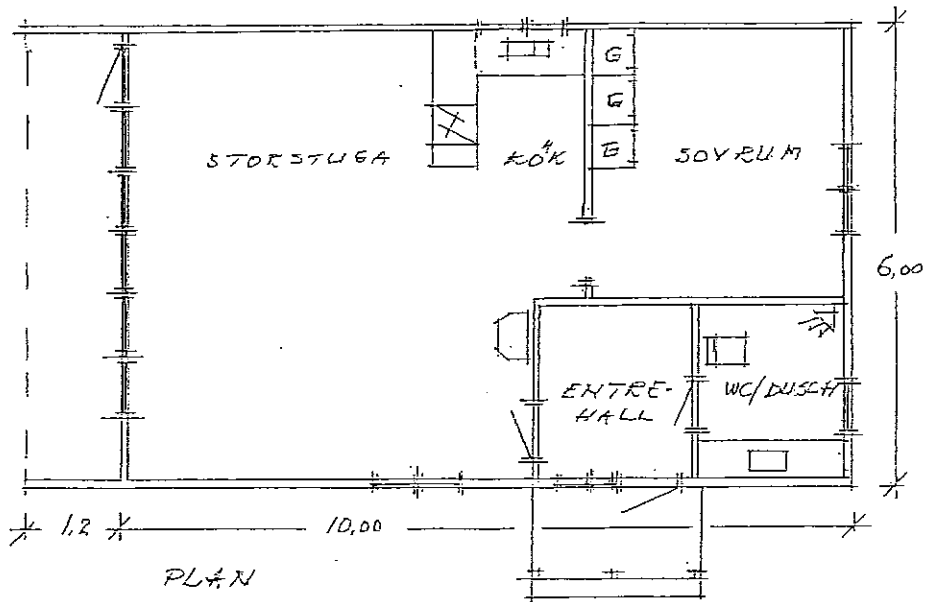 G
G
G
STORSTUGA
KÖK
SOVRUM
6,00
ENTRE-
HALL
WC/DUSCH
1,2
10,00
PLAN